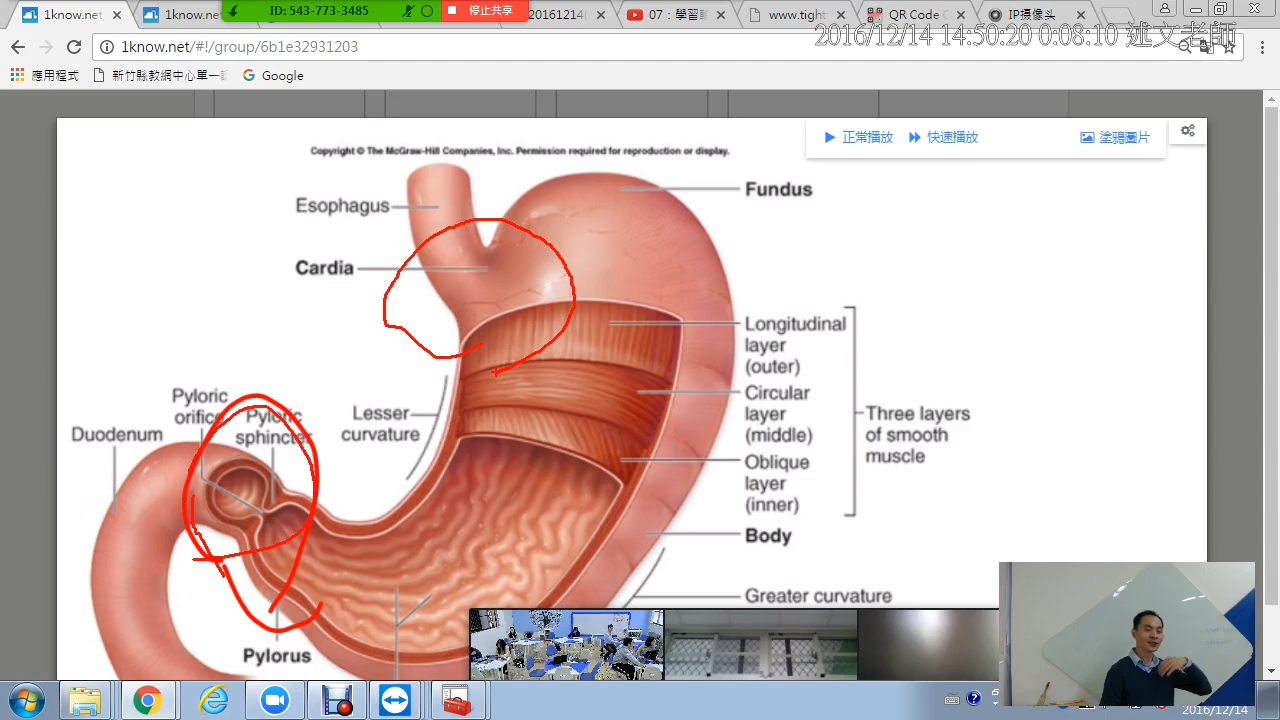 1know.net
1know.net
ID: 543-773-3485
停止共享
20161214
07 - 學習
www.tight
QR Cod
IP摄像头
1know.net/#!/group/6b1e32931203
2016/12/14 14:50:20 0:08:10 述文老師
應用程式
新竹縣教網中心單一
Google
正常播放
快速播放
塗鴉圖片
Copyright © The McGraw-Hill Companies, Inc. Permission required for reproduction or display.
Esophagus
Fundus
Cardia
Longitudinal
layer
(outer)
Circular
layer
(middle)
Oblique
layer
(inner)
Three layers
of smooth
muscle
Pyloric
orifice
Pyloric
sphincter
Lesser
curvature
Duodenum
Body
Greater curvature
Pylorus
2016/12/14